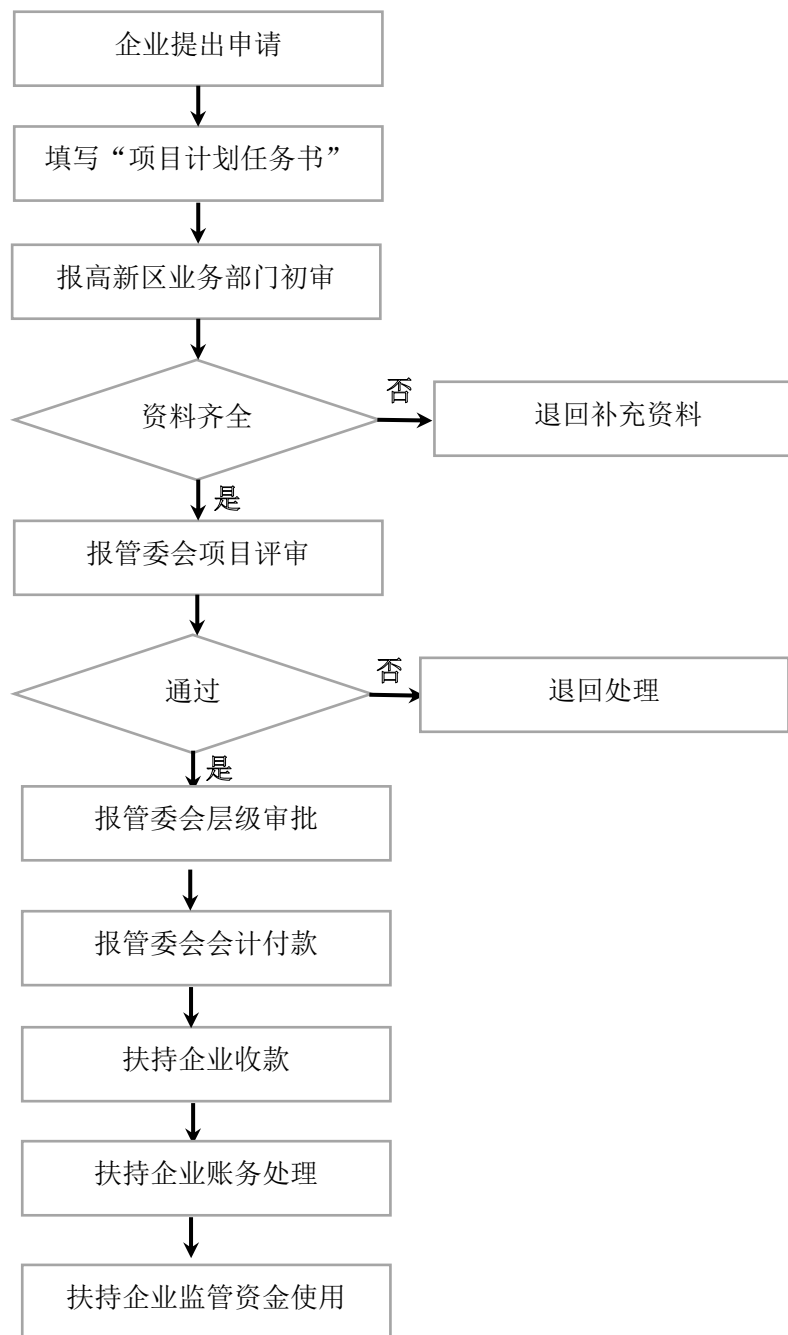 企业提出申请
填写“项目计划任务书”
报高新区业务部门初审
资料齐全
否
退回补充资料
是
报管委会项目评审
通过
否
退回处理
是
报管委会层级审批
报管委会会计付款
扶持企业收款
扶持企业账务处理
扶持企业监管资金使用